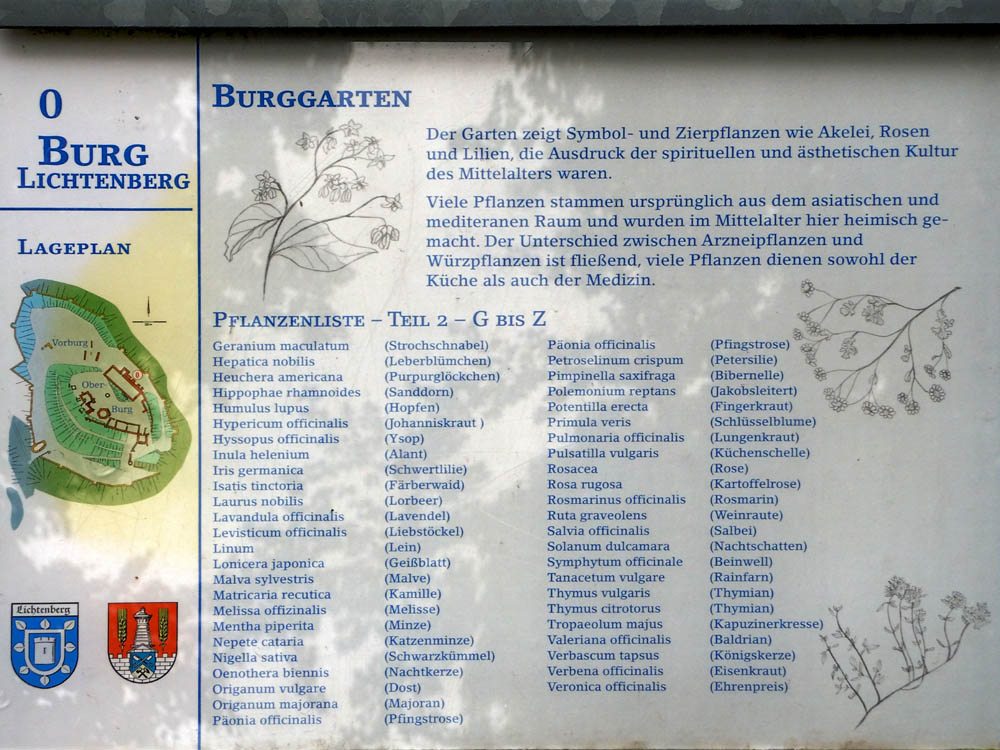 0
BURG
LICHTENBERG
LAGEPLAN
Vorburg
Ober-
Burg
0
Lichtenberg
BURGGARTEN
Der Garten zeigt Symbol- und Zierpflanzen wie Akelei, Rosen
und Lilien, die Ausdruck der spirituellen und ästhetischen Kultur
des Mittelalters waren.
Viele Pflanzen stammen ursprünglich aus dem asiatischen und
mediteranen Raum und wurden im Mittelalter hier heimisch ge-
macht. Der Unterschied zwischen Arzneipflanzen und
Würzpflanzen ist fließend, viele Pflanzen dienen sowohl der
Küche als auch der Medizin.
PFLANZENLISTE – TEIL 2 – G BIS Z
Geranium maculatum (Strochschnabel)
Hepatica nobilis (Leberblümchen)
Heuchera americana (Purpurglöckchen)
Hippophae rhamnoides (Sanddorn)
Humulus lupus (Hopfen)
Hypericum officinalis (Johanniskraut )
Hyssopus officinalis (Ysop)
Inula helenium (Alant)
Iris germanica (Schwertlilie)
Isatis tinctoria (Färberwaid)
Laurus nobilis (Lorbeer)
Lavandula officinalis (Lavendel)
Levisticum officinalis (Liebstöckel)
Linum (Lein)
Lonicera japonica (Geißblatt)
Malva sylvestris (Malve)
Matricaria recutica (Kamille)
Melissa offizinalis (Melisse)
Mentha piperita (Minze)
Nepete cataria (Katzenminze)
Nigella sativa (Schwarzkümmel)
Oenothera biennis (Nachtkerze)
Origanum vulgare (Dost)
Origanum majorana (Majoran)
Päonia officinalis (Pfingstrose)
Päonia officinalis (Pfingstrose)
Petroselinum crispum (Petersilie)
Pimpinella saxifraga (Bibernelle)
Polemonium reptans (Jakobsleitert)
Potentilla erecta (Fingerkraut)
Primula veris (Schlüsselblume)
Pulmonaria officinalis (Lungenkraut)
Pulsatilla vulgaris (Küchenschelle)
Rosacea (Rose)
Rosa rugosa (Kartoffelrose)
Rosmarinus officinalis (Rosmarin)
Ruta graveolens (Weinraute)
Salvia officinalis (Salbei)
Solanum dulcamara (Nachtschatten)
Symphytum officinale (Beinwell)
Tanacetum vulgare (Rainfarn)
Thymus vulgaris (Thymian)
Thymus citrotorus (Thymian)
Tropaeolum majus (Kapuzinerkresse)
Valeriana officinalis (Baldrian)
Verbascum tapsus (Königskerze)
Verbena officinalis (Eisenkraut)
Veronica officinalis (Ehrenpreis)